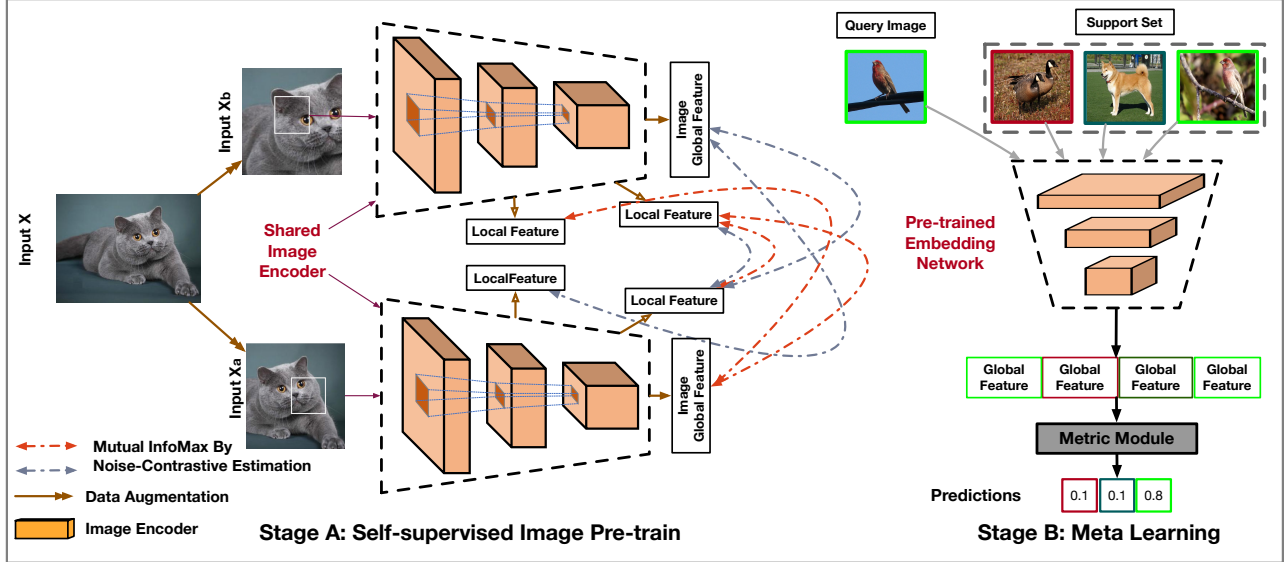 Query Image
Support Set
Input X
Input Xb
Image
Global Feature
Local Feature
Local Feature
Shared
Image
Encoder
LocalFeature
Local Feature
Input Xa
Image
Global Feature
Pre-trained
Embedding
Network
Global
Feature
Global
Feature
Global
Feature
Global
Feature
Metric Module
Predictions
0.1
0.1
0.8
Mutual InfoMax By
Noise-Contrastive Estimation
Data Augmentation
Image Encoder
Stage A: Self-supervised Image Pre-train
Stage B: Meta Learning